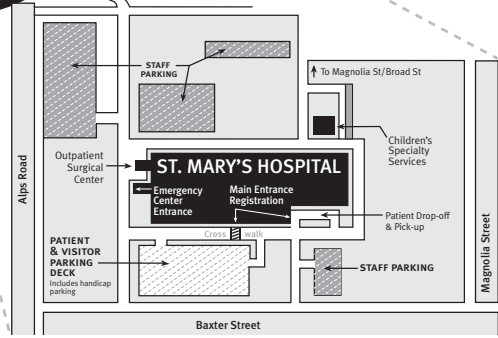 STAFF
PARKING
To Magnolia St/Broad St
Children's
Specialty
Services
Outpatient
Surgical
Center
ST. MARY'S HOSPITAL
Emergency
Center
Entrance
Main Entrance
Registration
Patient Drop-off
& Pick-up
Cross walk
PATIENT
& VISITOR
PARKING
DECK
Includes handicap
parking
STAFF PARKING
Alps Road
Magnolia Street
Baxter Street